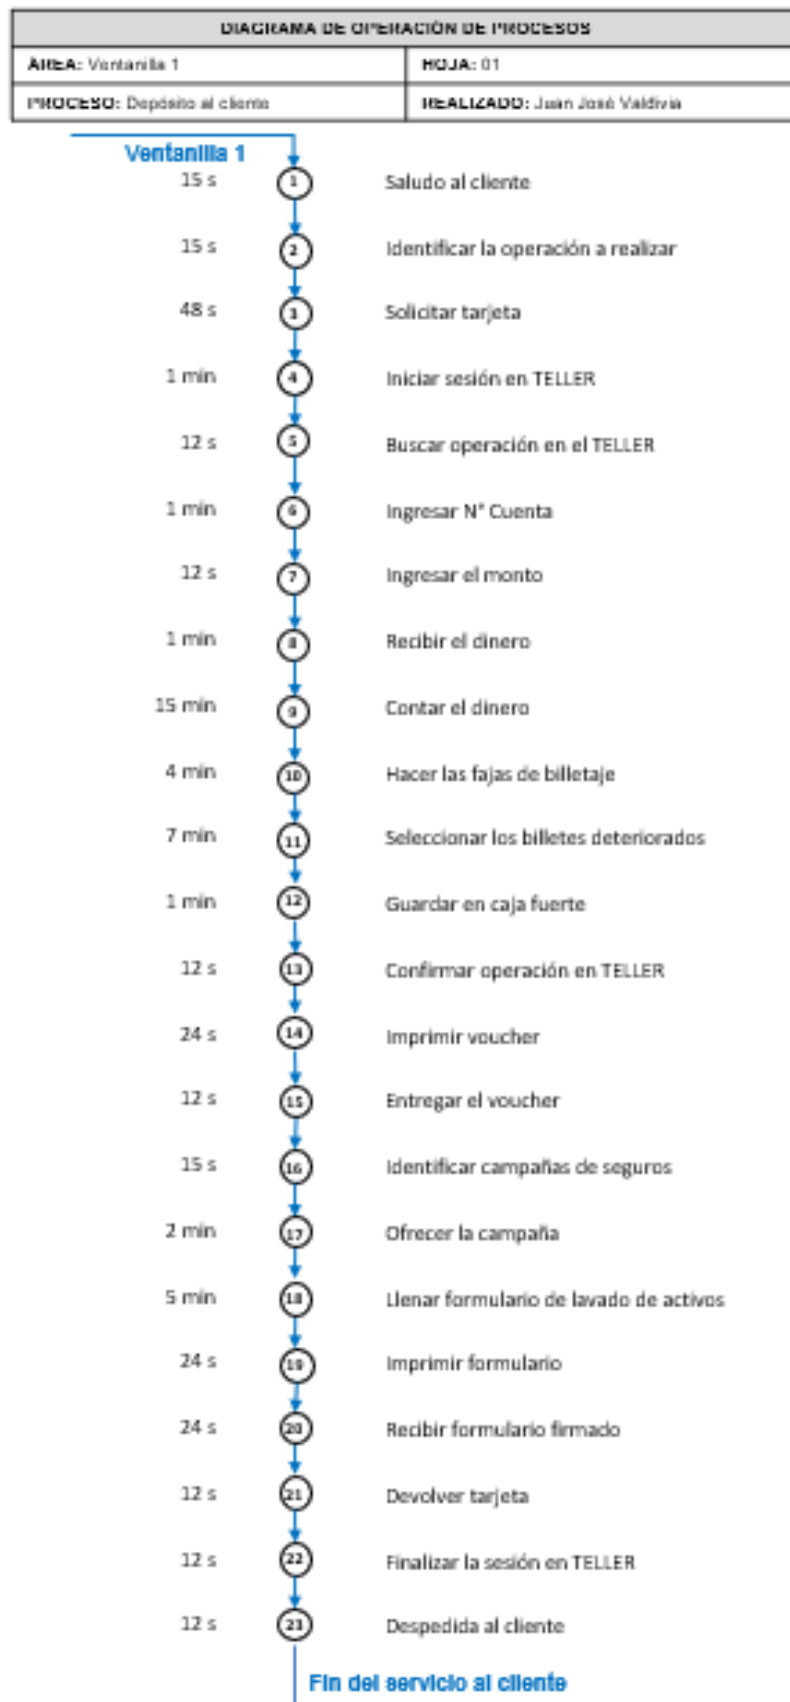 DIAGRAMA DE OPERACIÓN DE PROCESOS
ÁREA: Ventanilla 1 HOJA: 01
PROCESO: Depósito al cliente REALIZADO: Juan José Valdivia
Ventanilla 1
15 s 1 Saludo al cliente
15 s 2 Identificar la operación a realizar
48 s 3 Solicitar tarjeta
1 min 4 Iniciar sesión en TELLER
12 s 5 Buscar operación en el TELLER
1 min 6 Ingresar N° Cuenta
12 s 7 Ingresar el monto
1 min 8 Recibir el dinero
15 min 9 Contar el dinero
4 min 10 Hacer las fajas de billetaje
7 min 11 Seleccionar los billetes deteriorados
1 min 12 Guardar en caja fuerte
12 s 13 Confirmar operación en TELLER
24 s 14 Imprimir voucher
12 s 15 Entregar el voucher
15 s 16 Identificar campañas de seguros
2 min 17 Ofrecer la campaña
5 min 18 Llenar formulario de lavado de activos
24 s 19 Imprimir formulario
24 s 20 Recibir formulario firmado
12 s 21 Devolver tarjeta
12 s 22 Finalizar la sesión en TELLER
12 s 23 Despedida al cliente
Fin del servicio al cliente